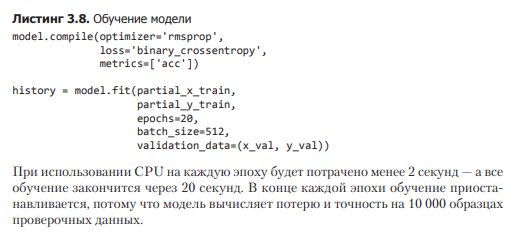 Листинг 3.8. Обучение модели
model.compile(optimizer='rmsprop',
              loss='binary_crossentropy',
              metrics=['acc'])

history = model.fit(partial_x_train,
                    partial_y_train,
                    epochs=20,
                    batch_size=512,
                    validation_data=(x_val, y_val))

При использовании CPU на каждую эпоху будет потрачено менее 2 секунд — а все
обучение закончится через 20 секунд. В конце каждой эпохи обучение приоста-
навливается, потому что модель вычисляет потерю и точность на 10 000 образцах
проверочных данных.